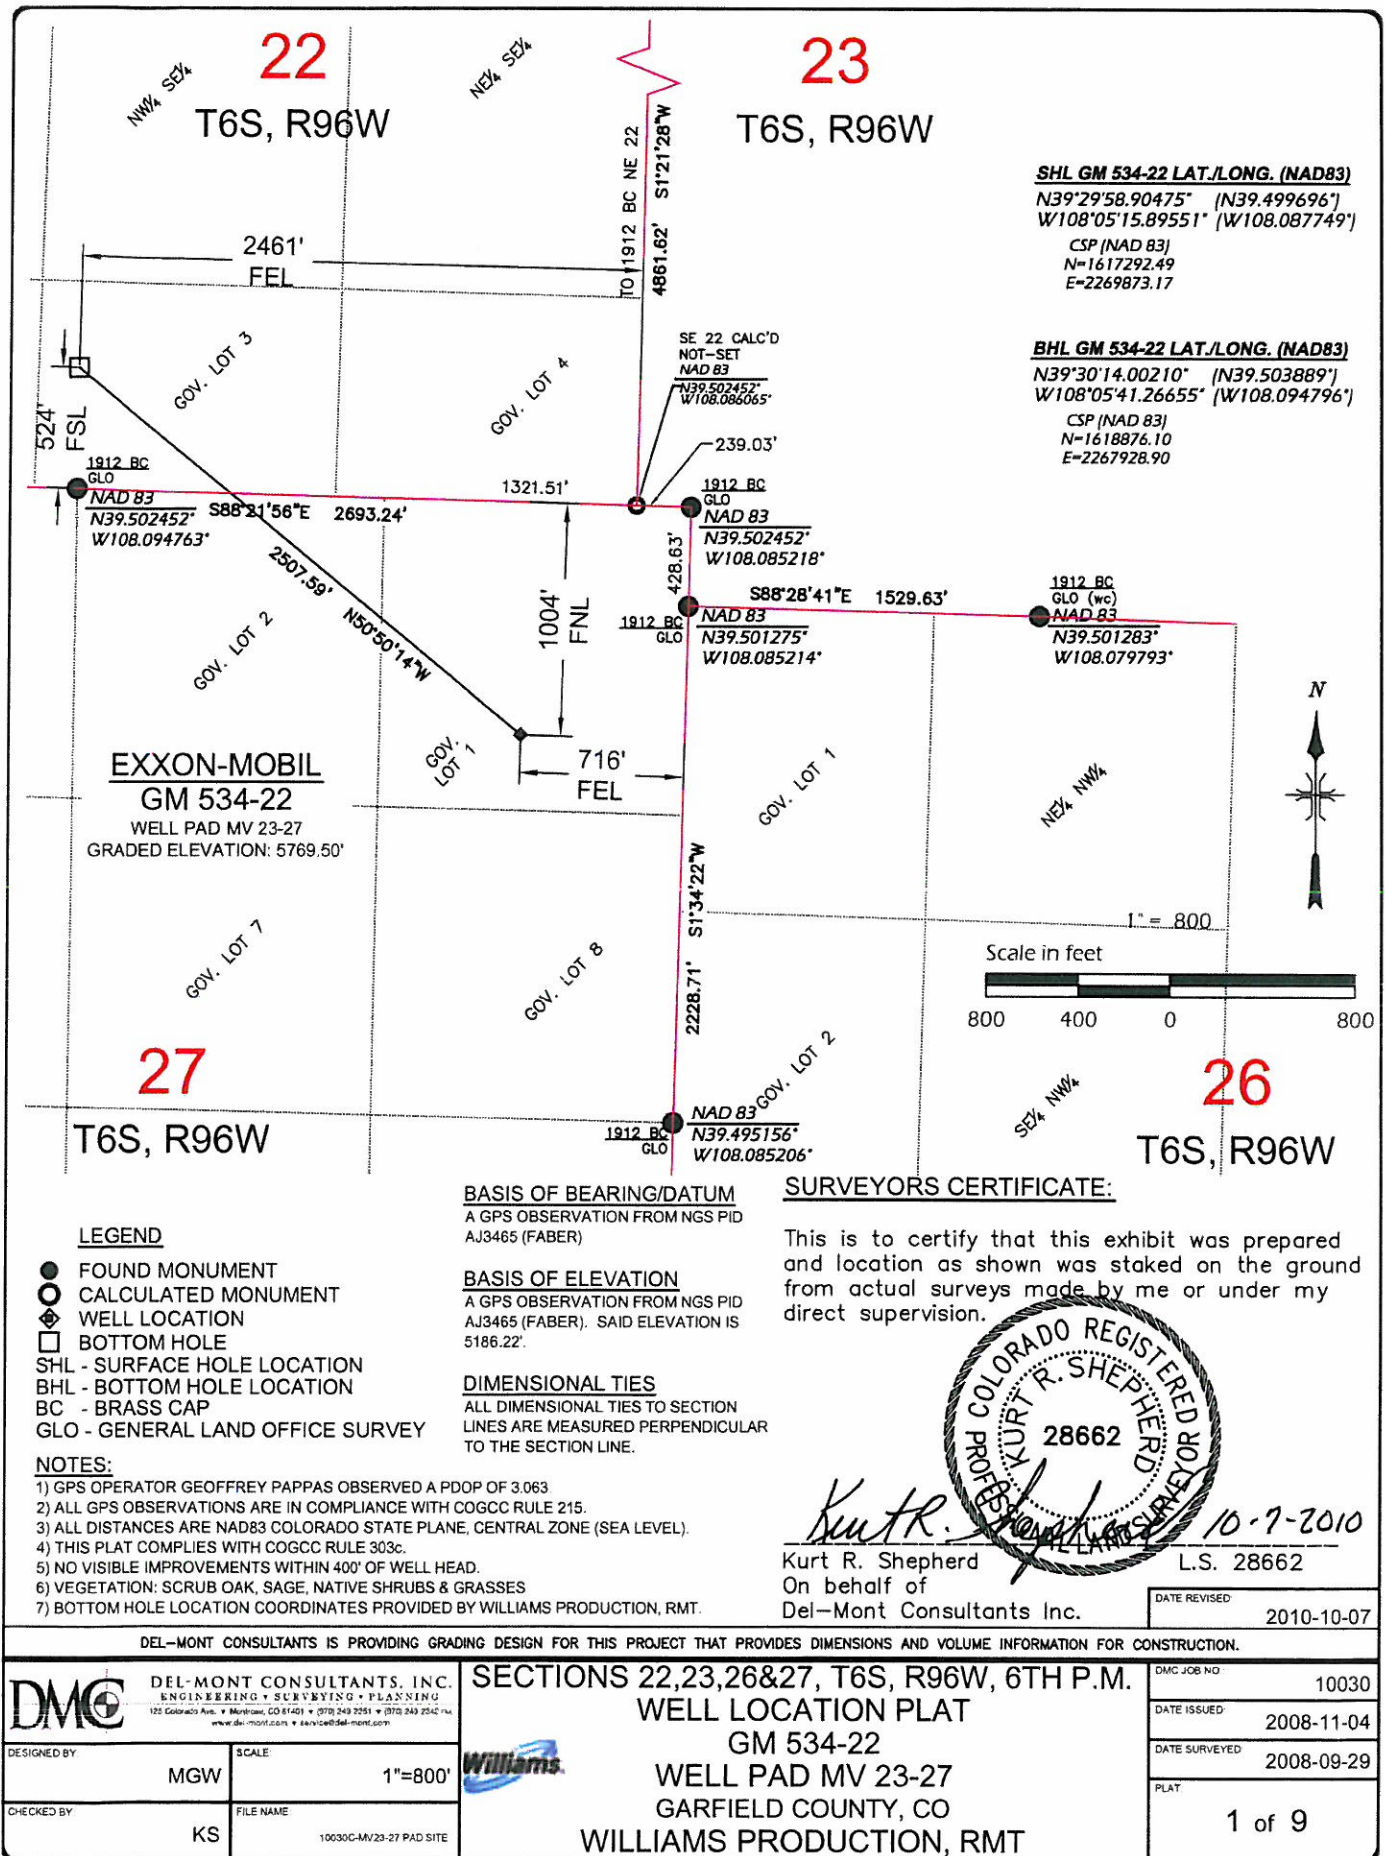 22
23
NW¼ SE¼
NE¼ SE¼
T6S, R96W
T6S, R96W
TO 1912 BC NE 22
4861.62' S1°21'28"W
SHL GM 534-22 LAT./LONG. (NAD83)
N39°29'58.90475" (N39.499696°)
W108°05'15.89551" (W108.087749°)
CSP (NAD 83)
N=1617292.49
E=2269873.17
2461'
FEL
BHL GM 534-22 LAT./LONG. (NAD83)
N39°30'14.00210" (N39.503889°)
W108°05'41.26655" (W108.094796°)
CSP (NAD 83)
N=1618876.10
E=2267928.90
SE 22 CALC'D
NOT-SET
NAD 83
N39.502452°
W108.086065°
GOV. LOT 3
GOV. LOT 4
524'
FSL
239.03'
1912 BC
GLO
NAD 83
N39.502452°
W108.094763°
S88°21'56"E 2693.24'
1321.51'
1912 BC
GLO
NAD 83
N39.502452°
W108.085218°
428.63'
1004'
FNL
2507.59' N50°50'14"W
S88°28'41"E 1529.63'
1912 BC
GLO (wc)
NAD 83
N39.501283°
W108.079793°
1912 BC
GLO
NAD 83
N39.501275°
W108.085214°
GOV. LOT 2
GOV.
LOT 1
716'
FEL
N
EXXON-MOBIL
GM 534-22
WELL PAD MV 23-27
GRADED ELEVATION: 5769.50'
GOV. LOT 1
NE¼ NW¼
2228.71' S1°34'22"W
GOV. LOT 7
GOV. LOT 8
1" = 800
Scale in feet
800 400 0 800
GOV. LOT 2
SE¼ NW¼
27
T6S, R96W
26
T6S, R96W
1912 BC
GLO
NAD 83
N39.495156°
W108.085206°
LEGEND
FOUND MONUMENT
CALCULATED MONUMENT
WELL LOCATION
BOTTOM HOLE
SHL - SURFACE HOLE LOCATION
BHL - BOTTOM HOLE LOCATION
BC - BRASS CAP
GLO - GENERAL LAND OFFICE SURVEY
BASIS OF BEARING/DATUM
A GPS OBSERVATION FROM NGS PID
AJ3465 (FABER)
BASIS OF ELEVATION
A GPS OBSERVATION FROM NGS PID
AJ3465 (FABER). SAID ELEVATION IS
5186.22'.
DIMENSIONAL TIES
ALL DIMENSIONAL TIES TO SECTION
LINES ARE MEASURED PERPENDICULAR
TO THE SECTION LINE.
SURVEYORS CERTIFICATE:
This is to certify that this exhibit was prepared
and location as shown was staked on the ground
from actual surveys made by me or under my
direct supervision.
COLORADO REGISTERED
KURT R. SHEPHERD
28662
PROFESSIONAL LAND SURVEYOR
Kurt R. Shepherd 10-7-2010
Kurt R. Shepherd L.S. 28662
On behalf of
Del-Mont Consultants Inc.
NOTES:
1) GPS OPERATOR GEOFFREY PAPPAS OBSERVED A PDOP OF 3.063
2) ALL GPS OBSERVATIONS ARE IN COMPLIANCE WITH COGCC RULE 215.
3) ALL DISTANCES ARE NAD83 COLORADO STATE PLANE, CENTRAL ZONE (SEA LEVEL).
4) THIS PLAT COMPLIES WITH COGCC RULE 303c.
5) NO VISIBLE IMPROVEMENTS WITHIN 400' OF WELL HEAD.
6) VEGETATION: SCRUB OAK, SAGE, NATIVE SHRUBS & GRASSES
7) BOTTOM HOLE LOCATION COORDINATES PROVIDED BY WILLIAMS PRODUCTION, RMT.
DATE REVISED:
2010-10-07
DEL-MONT CONSULTANTS IS PROVIDING GRADING DESIGN FOR THIS PROJECT THAT PROVIDES DIMENSIONS AND VOLUME INFORMATION FOR CONSTRUCTION.
DMC
DEL-MONT CONSULTANTS, INC.
ENGINEERING ▼ SURVEYING ▼ PLANNING
125 Colorado Ave. ▼ Montrose, CO 81401 ▼ (970) 249 2251 ▼ (970) 249 2342 FAX
www.del-mont.com ▼ service@del-mont.com
DESIGNED BY:
MGW
SCALE:
1"=800'
CHECKED BY
KS
FILE NAME
10030C-MV23-27 PAD SITE
Williams
SECTIONS 22,23,26&27, T6S, R96W, 6TH P.M.
WELL LOCATION PLAT
GM 534-22
WELL PAD MV 23-27
GARFIELD COUNTY, CO
WILLIAMS PRODUCTION, RMT
DMC JOB NO:
10030
DATE ISSUED:
2008-11-04
DATE SURVEYED
2008-09-29
PLAT
1 of 9